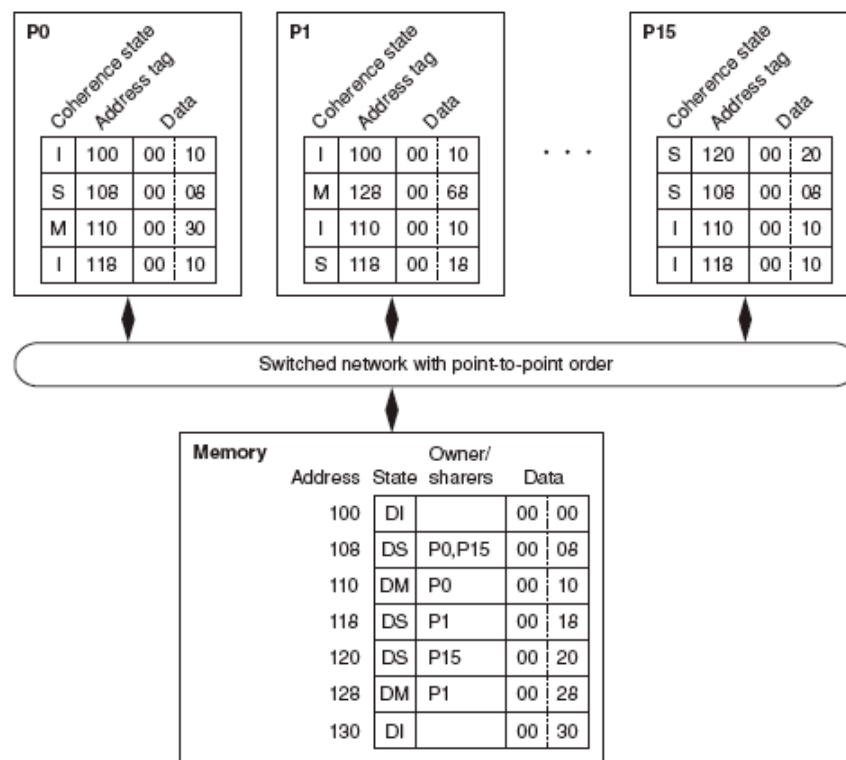 P0
Coherence state
Address tag
Data
I 100 00 10
S 108 00 08
M 110 00 30
I 118 00 10
P1
Coherence state
Address tag
Data
I 100 00 10
M 128 00 68
I 110 00 10
S 118 00 18
. . .
P15
Coherence state
Address tag
Data
S 120 00 20
S 108 00 08
I 110 00 10
I 118 00 10
Switched network with point-to-point order
Memory
Owner/
Address State sharers Data
100 DI 00 00
108 DS P0,P15 00 08
110 DM P0 00 10
118 DS P1 00 18
120 DS P15 00 20
128 DM P1 00 28
130 DI 00 30